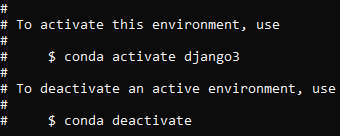 #
# To activate this environment, use
#
#     $ conda activate django3
#
# To deactivate an active environment, use
#
#     $ conda deactivate